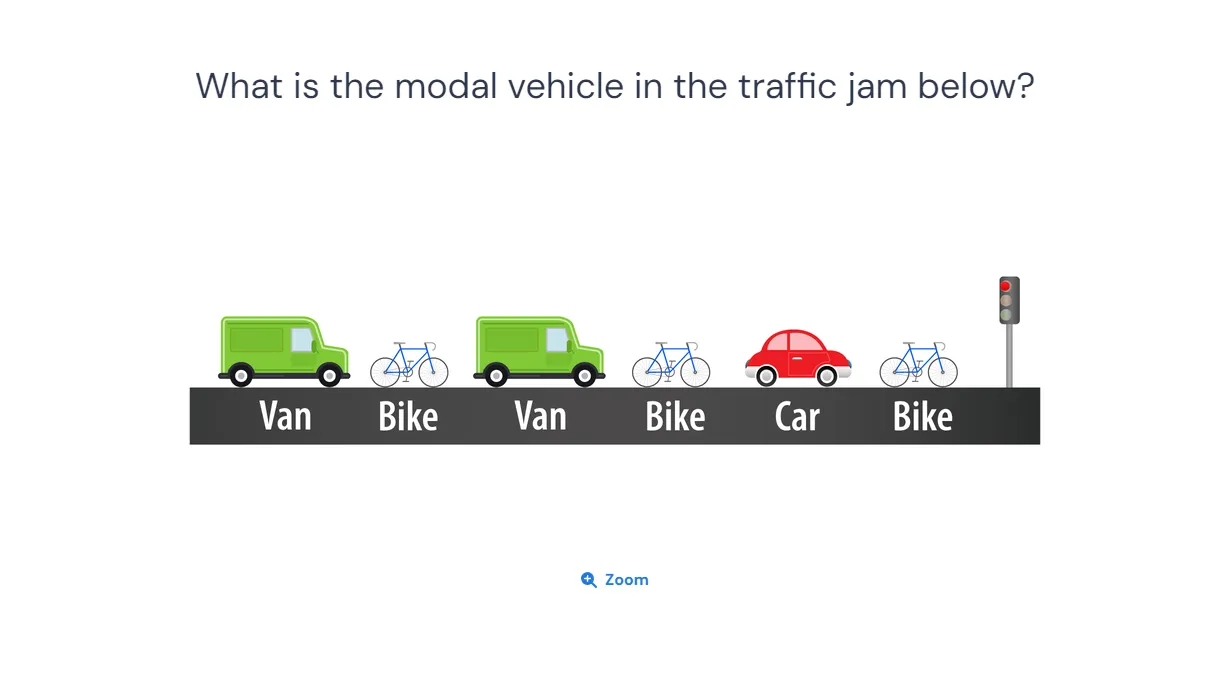 What is the modal vehicle in the traffic jam below?
Van Bike Van Bike Car Bike
Zoom